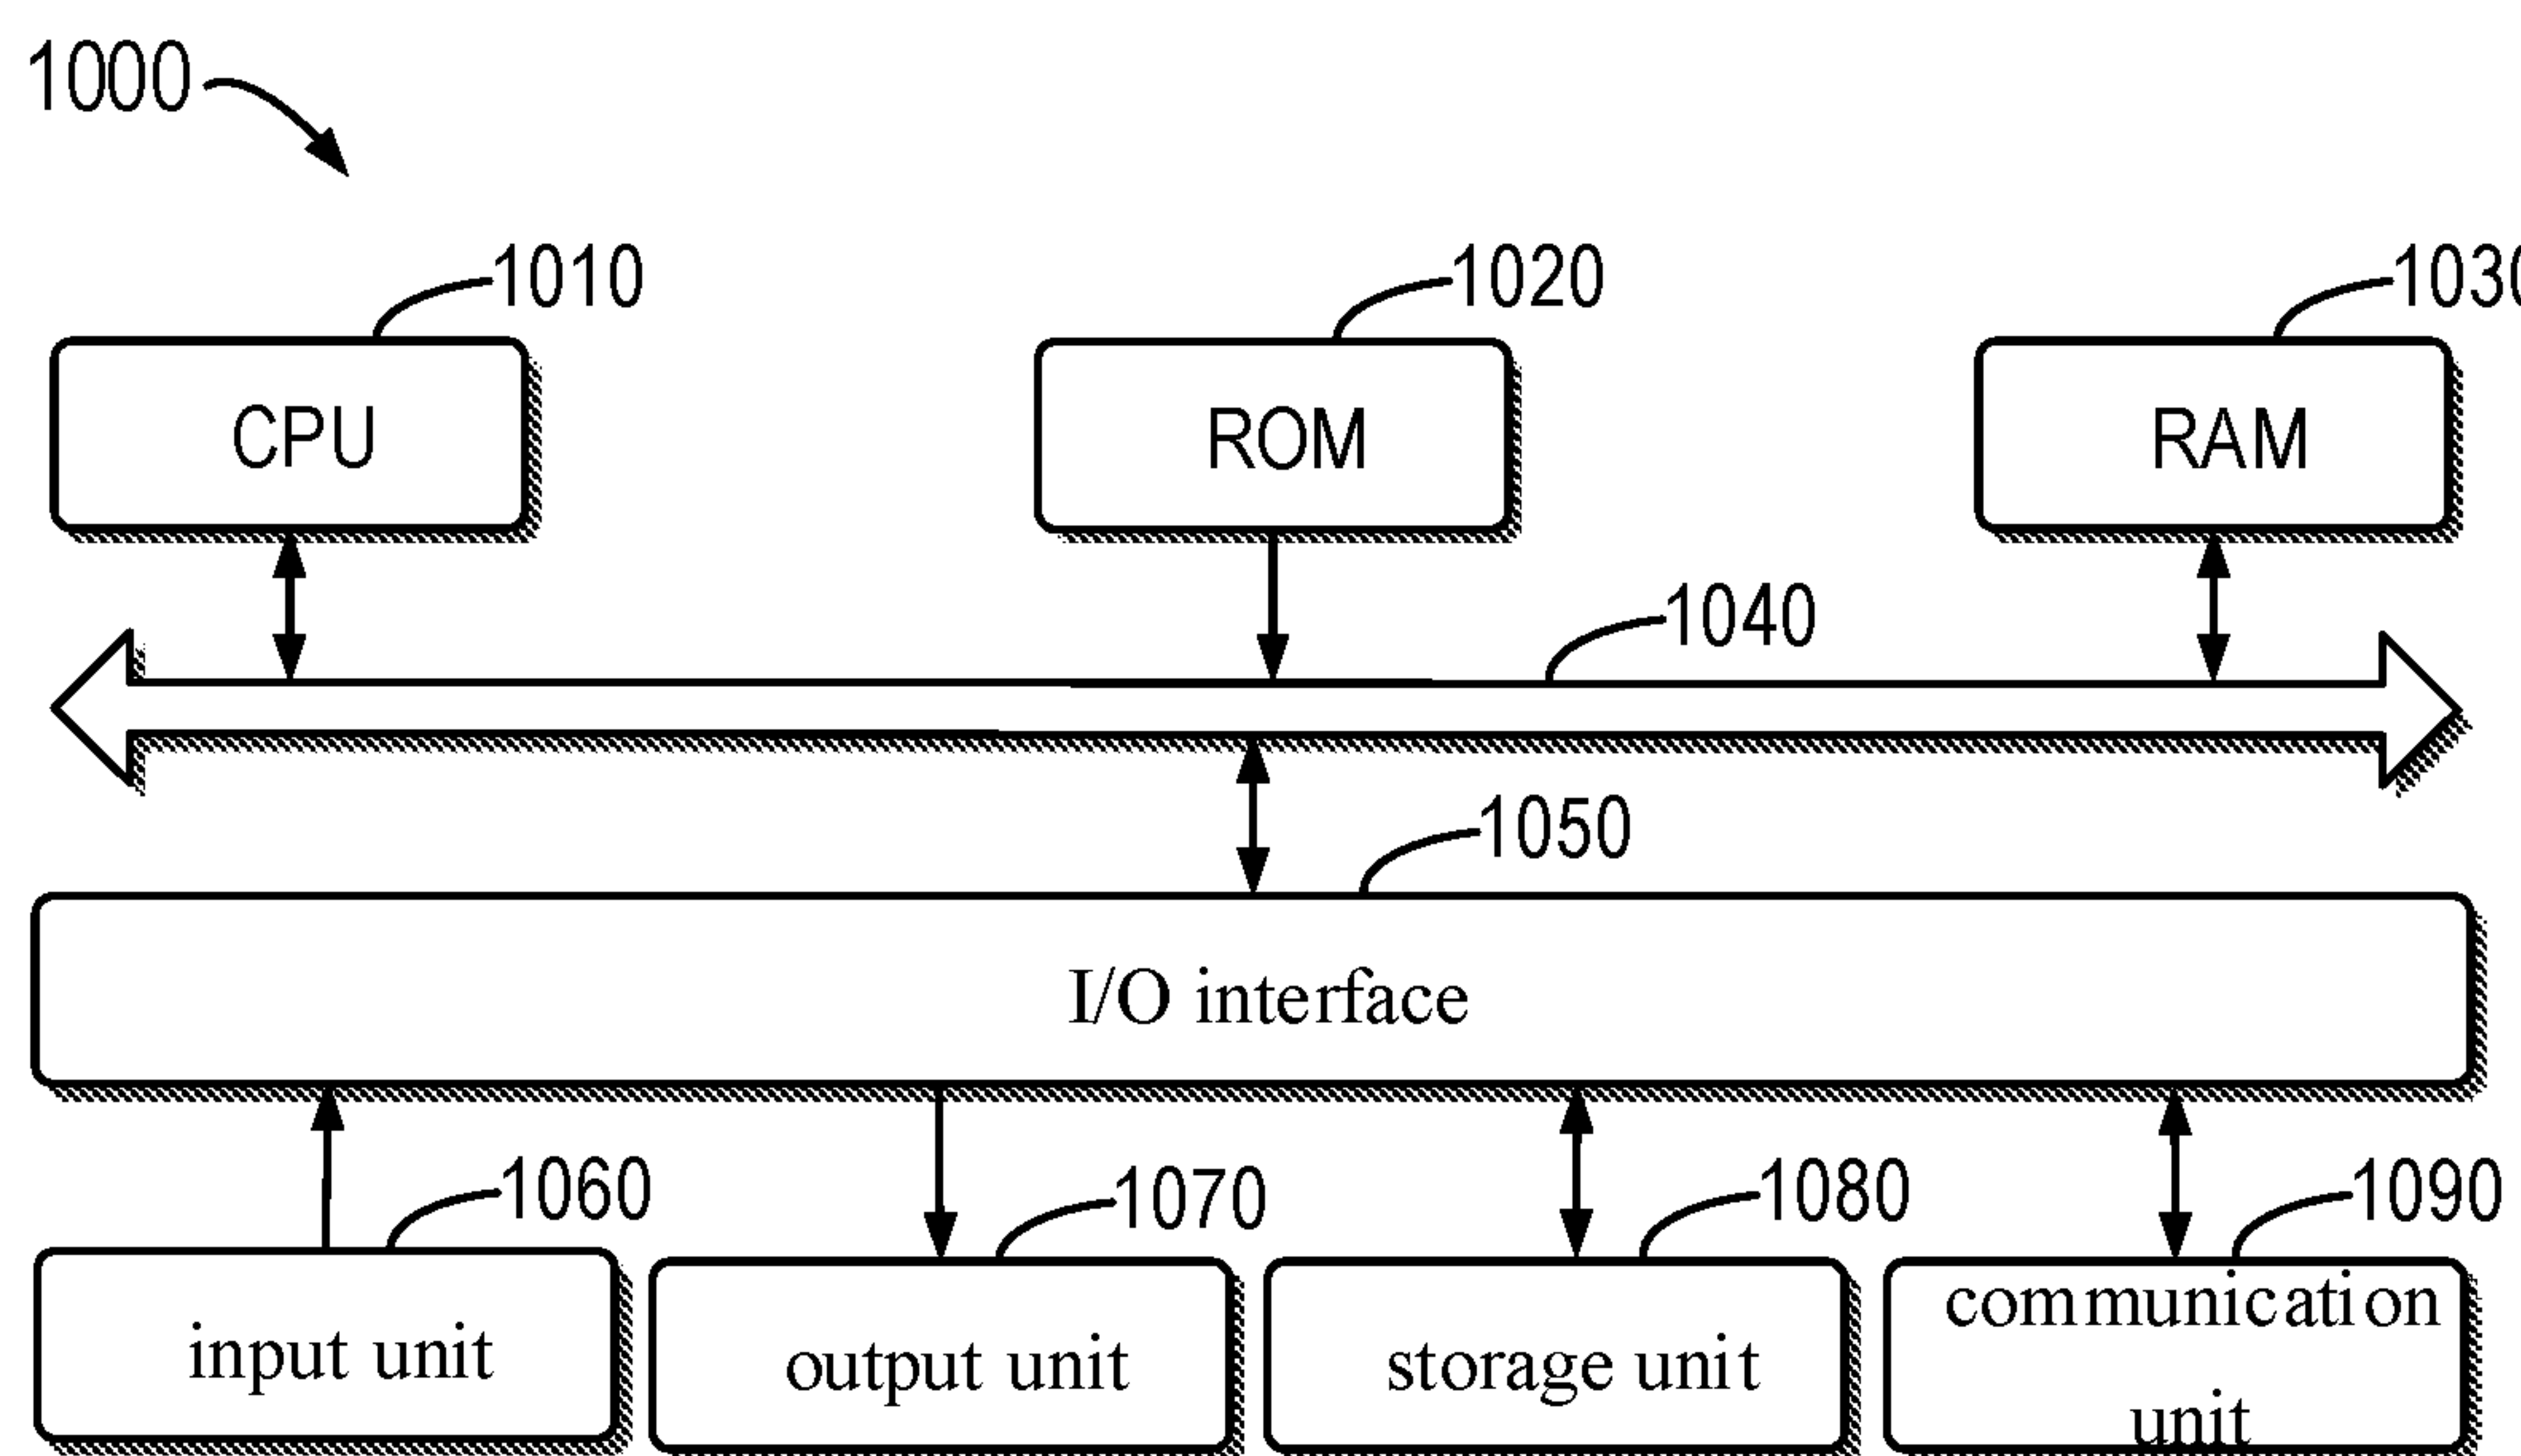 1000
1010
1020
1030
CPU
ROM
RAM
1040
1050
I/O interface
1060
1070
1080
1090
input unit
output unit
storage unit
communication
unit